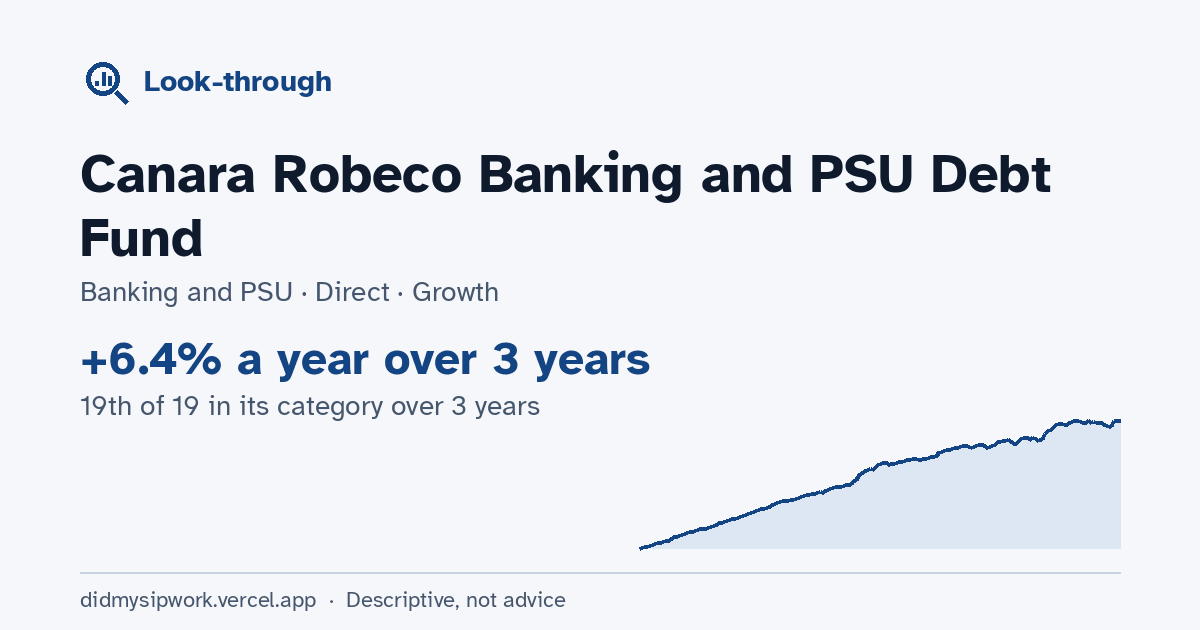 Look-through
Canara Robeco Banking and PSU Debt
Fund
Banking and PSU · Direct · Growth
+6.4% a year over 3 years
19th of 19 in its category over 3 years
didmysipwork.vercel.app · Descriptive, not advice